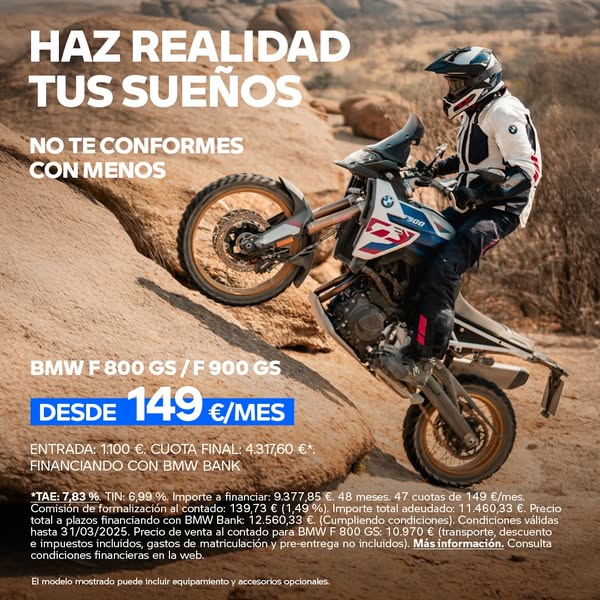 HAZ REALIDAD
TUS SUEÑOS
NO TE CONFORMES
CON MENOS
F900
GS
BMW F 800 GS / F 900 GS
DESDE 149 €/MES
ENTRADA: 1.100 €. CUOTA FINAL: 4.317,60 €*.
FINANCIANDO CON BMW BANK
*TAE: 7,83 %. TIN: 6,99 %. Importe a financiar: 9.377,85 €. 48 meses. 47 cuotas de 149 €/mes.
Comisión de formalización al contado: 139,73 € (1,49 %). Importe total adeudado: 11.460,33 €. Precio
total a plazos financiando con BMW Bank: 12.560,33 €. (Cumpliendo condiciones). Condiciones válidas
hasta 31/03/2025. Precio de venta al contado para BMW F 800 GS: 10.970 € (transporte, descuento
e impuestos incluidos, gastos de matriculación y pre-entrega no incluidos). Más información. Consulta
condiciones financieras en la web.
El modelo mostrado puede incluir equipamiento y accesorios opcionales.